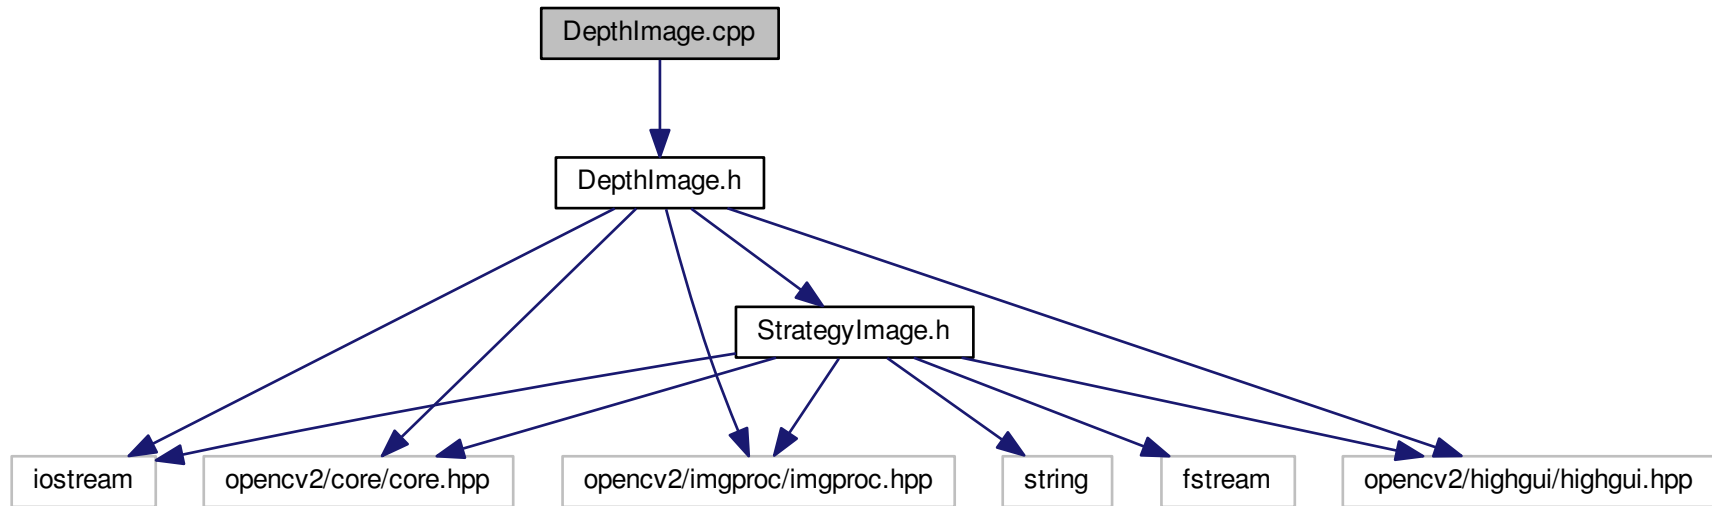 DepthImage.cpp
DepthImage.h
StrategyImage.h
iostream
opencv2/core/core.hpp
opencv2/imgproc/imgproc.hpp
string
fstream
opencv2/highgui/highgui.hpp